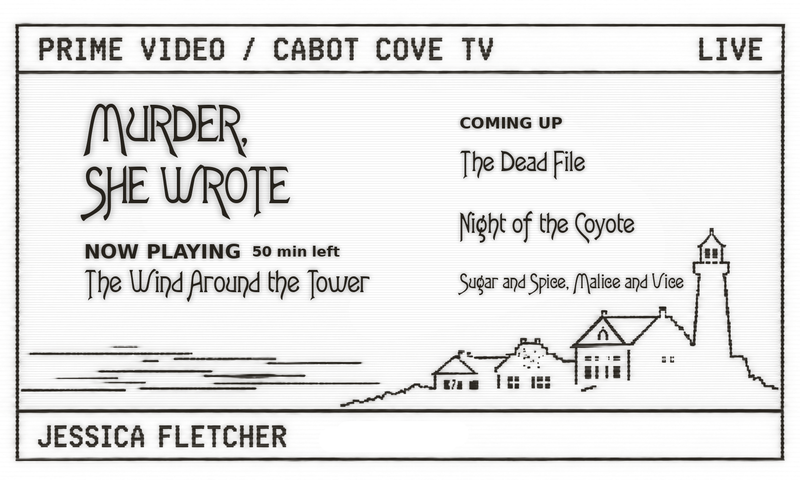 PRIME VIDEO / CABOT COVE TV
LIVE
MURDER,
SHE WROTE
NOW PLAYING 50 min left
The Wind Around the Tower
COMING UP
The Dead File
Night of the Coyote
Sugar and Spice, Malice and Vice
JESSICA FLETCHER